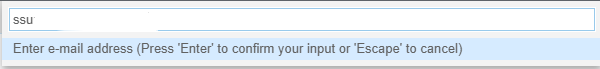 ssu
Enter e-mail address (Press 'Enter' to confirm your input or 'Escape' to cancel)